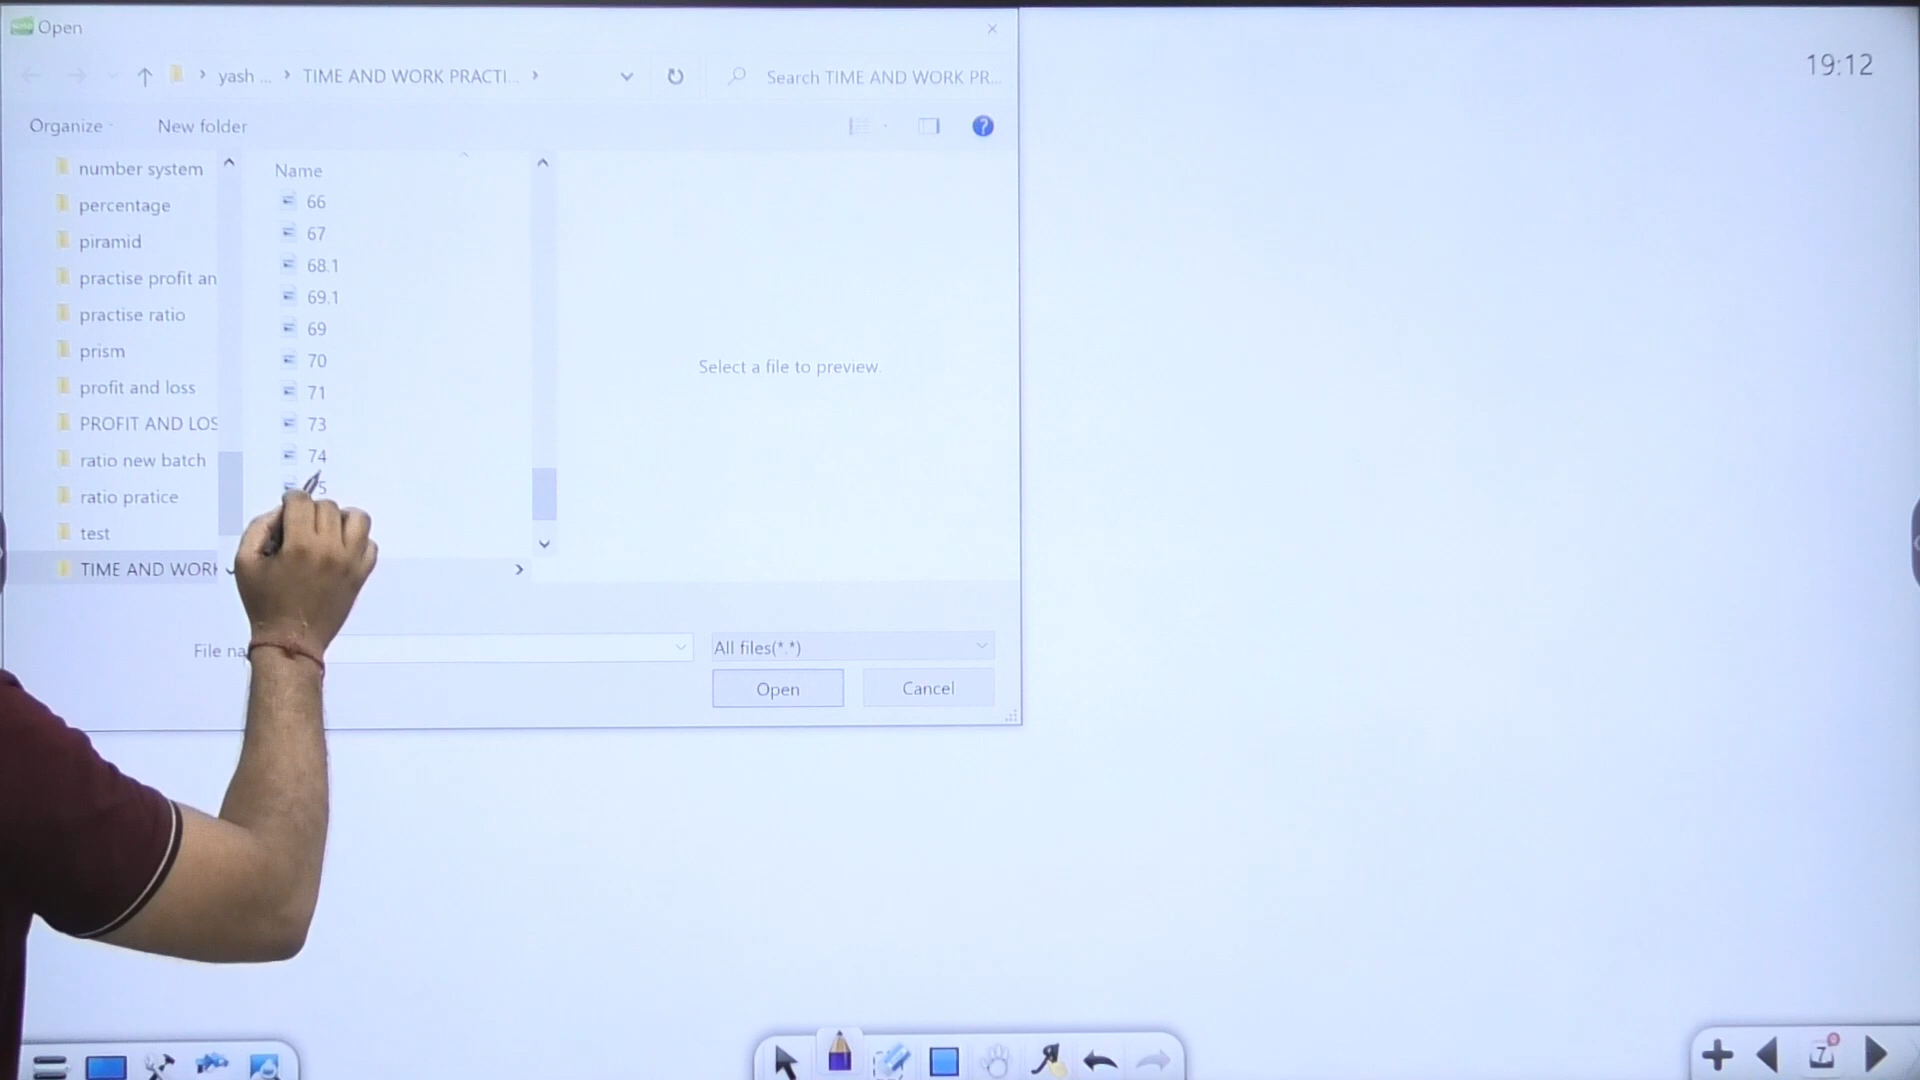 Open
19:12
yash ... TIME AND WORK PRACTI... Search TIME AND WORK PR...
Organize New folder
Name
number system
percentage
piramid
practise profit an
practise ratio
prism
profit and loss
PROFIT AND LOS
ratio new batch
ratio pratice
test
TIME AND WORK
66
67
68.1
69.1
69
70
71
73
74
Select a file to preview.
File na
All files(*.*)
Open Cancel
7